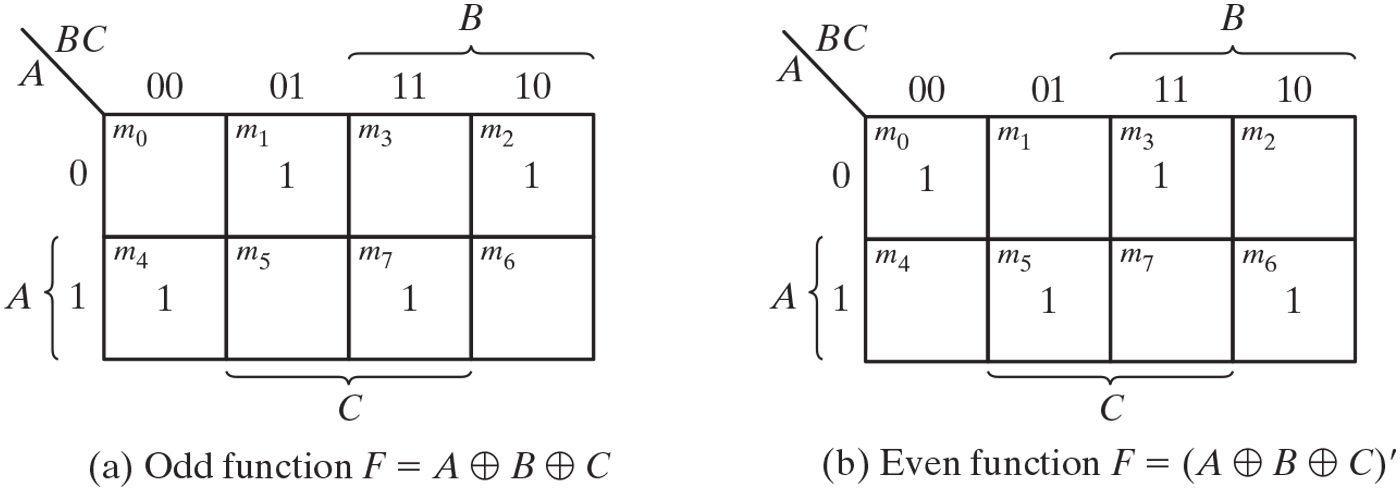 BC B
A 00 01 11 10
m0 m1 m3 m2
0 1 1
m4 m5 m7 m6
A 1 1 1
C
(a) Odd function F = A ⊕ B ⊕ C
BC B
A 00 01 11 10
m0 m1 m3 m2
0 1 1
m4 m5 m7 m6
A 1 1 1
C
(b) Even function F = (A ⊕ B ⊕ C)′